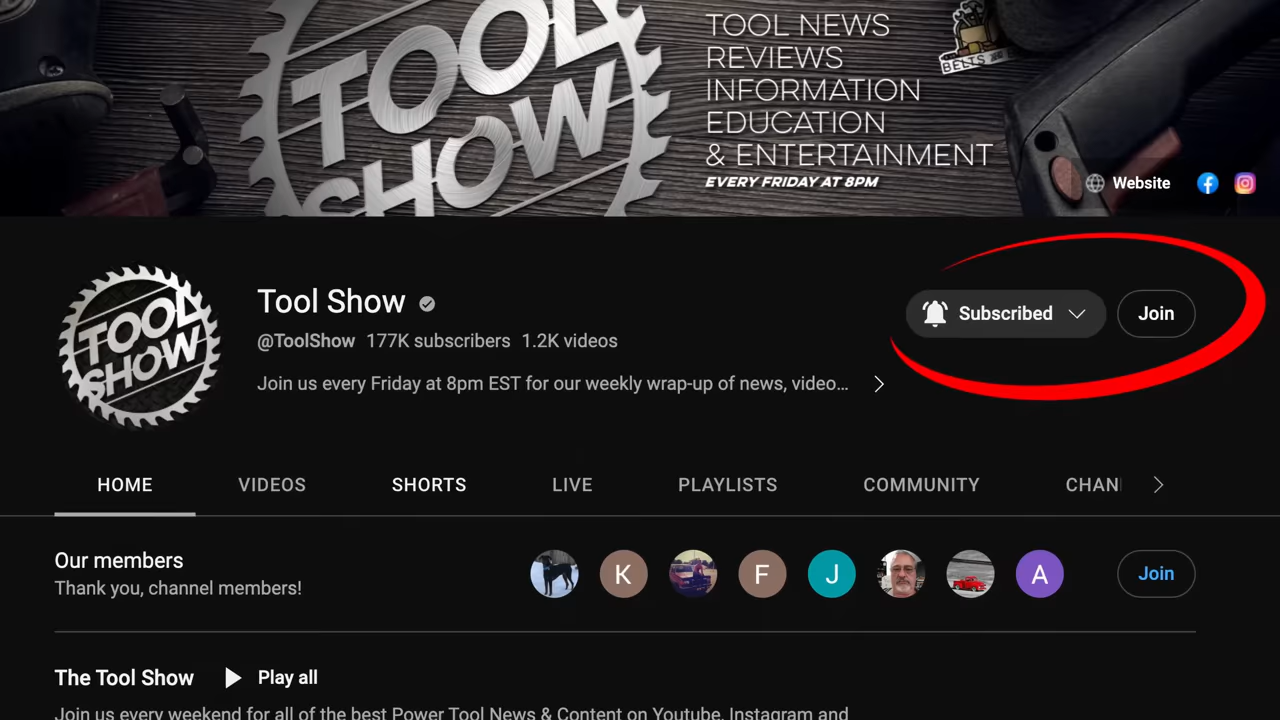 TOOL
SHOW
TOOL NEWS
REVIEWS
INFORMATION
EDUCATION
& ENTERTAINMENT
EVERY FRIDAY AT 8PM
BELLS
Website
TOOL
SHOW
Tool Show
@ToolShow 177K subscribers 1.2K videos
Join us every Friday at 8pm EST for our weekly wrap-up of news, video...
Subscribed
Join
HOME VIDEOS SHORTS LIVE PLAYLISTS COMMUNITY CHAN
Our members
Thank you, channel members!
K F J A
Join
The Tool Show Play all
Join us every weekend for all of the best Power Tool News & Content on Youtube, Instagram and